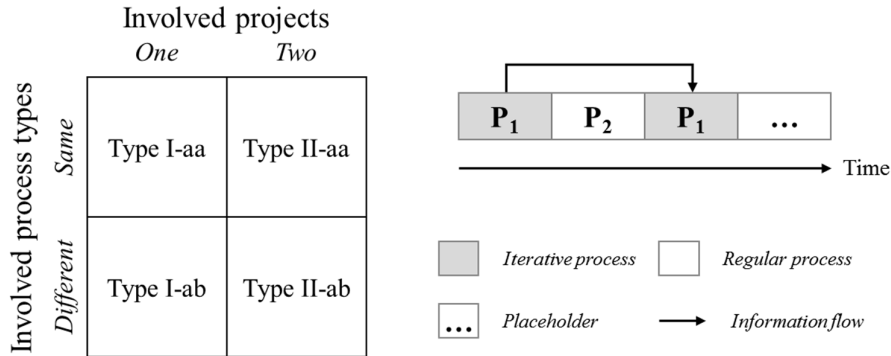 Involved projects
One Two
Involved process types
Same
Different
Type I-aa Type II-aa
Type I-ab Type II-ab
P1 P2 P1 ...
Time
Iterative process Regular process
... Placeholder Information flow